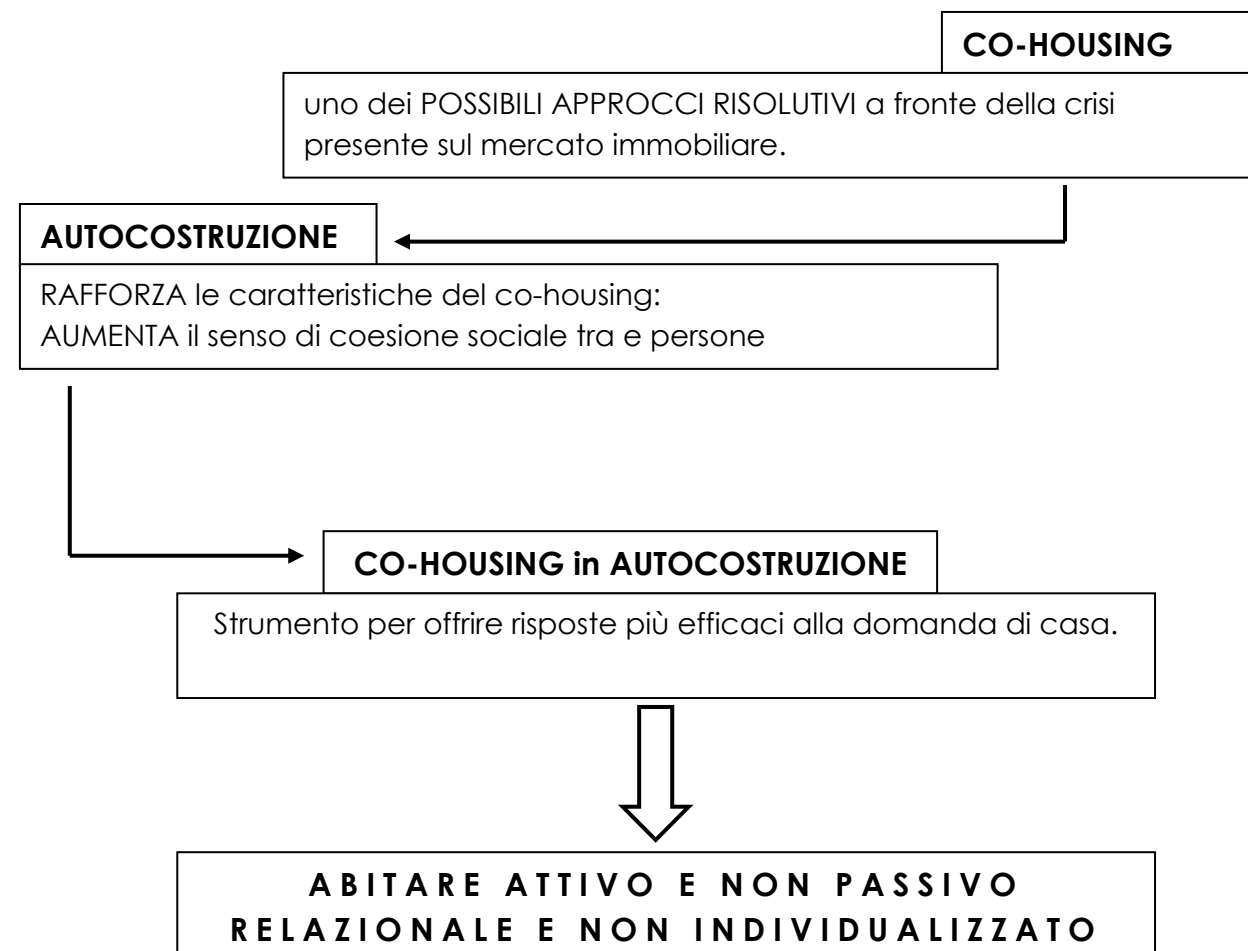 CO-HOUSING
uno dei POSSIBILI APPROCCI RISOLUTIVI a fronte della crisi
presente sul mercato immobiliare.
AUTOCOSTRUZIONE
RAFFORZA le caratteristiche del co-housing:
AUMENTA il senso di coesione sociale tra e persone
CO-HOUSING in AUTOCOSTRUZIONE
Strumento per offrire risposte più efficaci alla domanda di casa.
ABITARE ATTIVO E NON PASSIVO
RELAZIONALE E NON INDIVIDUALIZZATO